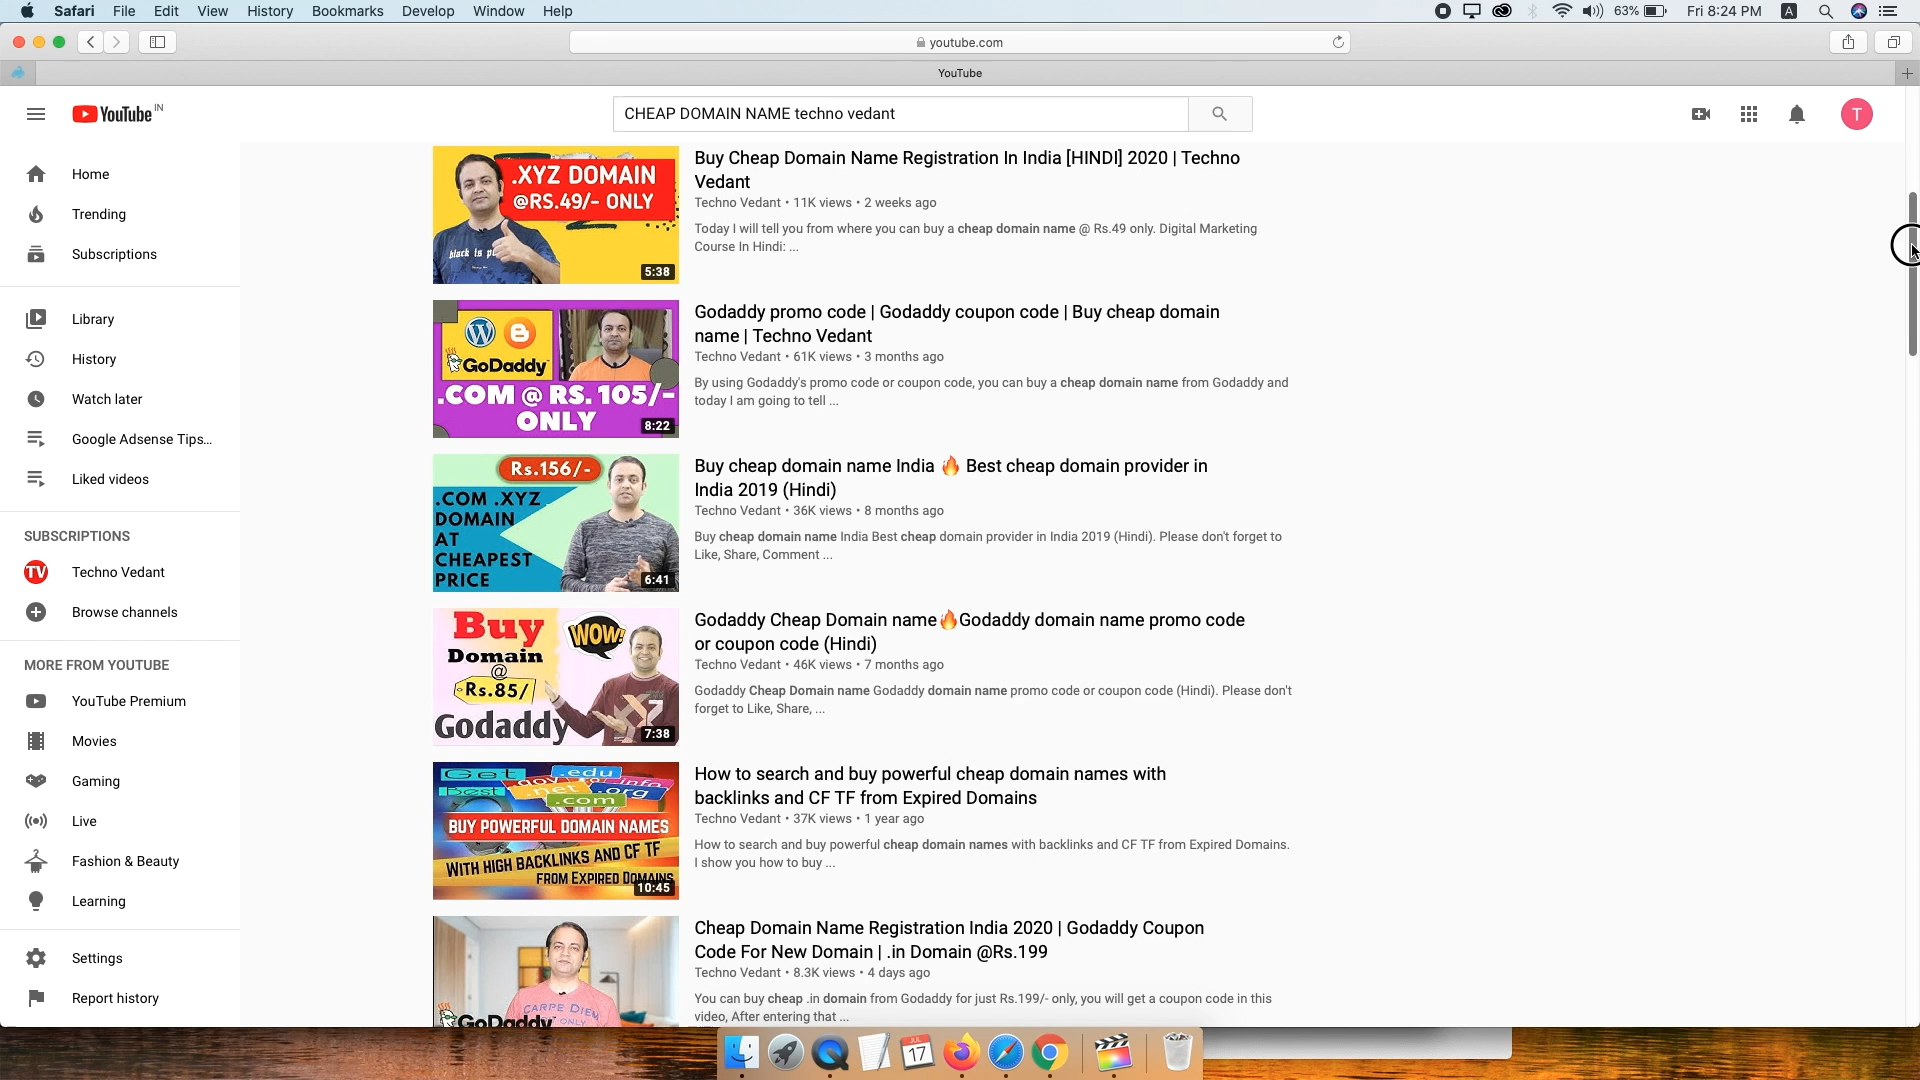 Safari File Edit View History Bookmarks Develop Window Help
63% Fri 8:24 PM A
youtube.com
YouTube
YouTube IN
CHEAP DOMAIN NAME techno vedant
T
Home
Trending
Subscriptions
Library
History
Watch later
Google Adsense Tips...
Liked videos
SUBSCRIPTIONS
TV Techno Vedant
Browse channels
MORE FROM YOUTUBE
YouTube Premium
Movies
Gaming
Live
Fashion & Beauty
Learning
Settings
Report history
.XYZ DOMAIN
@RS.49/- ONLY
5:38
Buy Cheap Domain Name Registration In India [HINDI] 2020 | Techno
Vedant
Techno Vedant • 11K views • 2 weeks ago
Today I will tell you from where you can buy a cheap domain name @ Rs.49 only. Digital Marketing
Course In Hindi: ...
GoDaddy
.COM @ RS. 105/-
ONLY
8:22
Godaddy promo code | Godaddy coupon code | Buy cheap domain
name | Techno Vedant
Techno Vedant • 61K views • 3 months ago
By using Godaddy's promo code or coupon code, you can buy a cheap domain name from Godaddy and
today I am going to tell ...
Rs.156/-
.COM .XYZ
DOMAIN
AT
CHEAPEST
PRICE
6:41
Buy cheap domain name India 🔥 Best cheap domain provider in
India 2019 (Hindi)
Techno Vedant • 36K views • 8 months ago
Buy cheap domain name India Best cheap domain provider in India 2019 (Hindi). Please don't forget to
Like, Share, Comment ...
Buy
WOW!
Domain
@
Rs.85/
Godaddy
7:38
Godaddy Cheap Domain name🔥Godaddy domain name promo code
or coupon code (Hindi)
Techno Vedant • 46K views • 7 months ago
Godaddy Cheap Domain name Godaddy domain name promo code or coupon code (Hindi). Please don't
forget to Like, Share, ...
Get .edu
Best .net .org
.com
BUY POWERFUL DOMAIN NAMES
WITH HIGH BACKLINKS AND CF TF
FROM EXPIRED DOMAINS
10:45
How to search and buy powerful cheap domain names with
backlinks and CF TF from Expired Domains
Techno Vedant • 37K views • 1 year ago
How to search and buy powerful cheap domain names with backlinks and CF TF from Expired Domains.
I show you how to buy ...
CARPE DIEM
GoDaddy
Cheap Domain Name Registration India 2020 | Godaddy Coupon
Code For New Domain | .in Domain @Rs.199
Techno Vedant • 8.3K views • 4 days ago
You can buy cheap .in domain from Godaddy for just Rs.199/- only, you will get a coupon code in this
video, After entering that ...
JUL
17